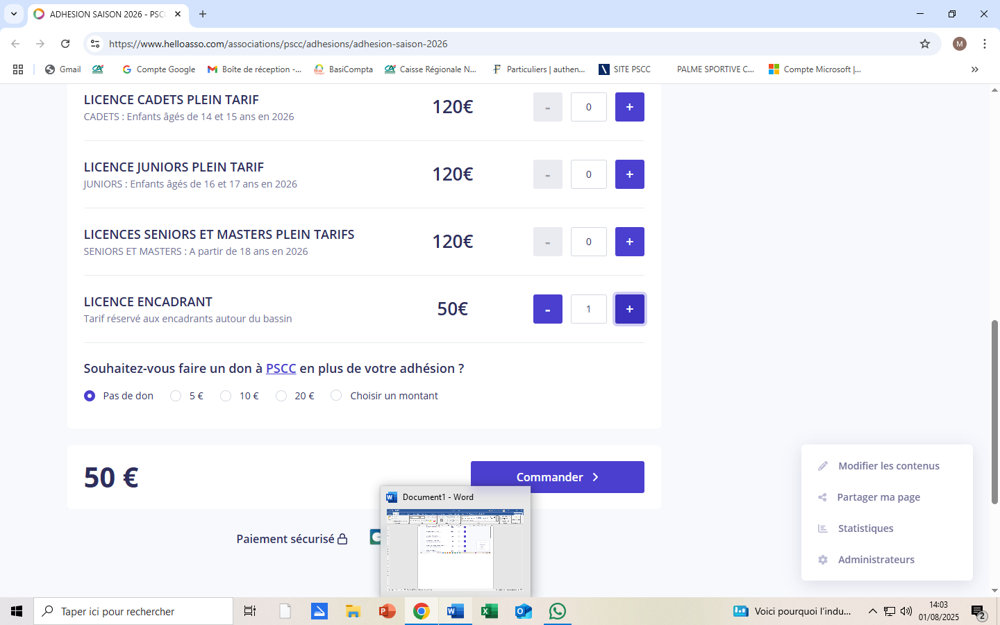 ADHESION SAISON 2026 - PSC
https://www.helloasso.com/associations/pscc/adhesions/adhesion-saison-2026
M
Gmail
Compte Google
Boîte de réception -...
BasiCompta
Caisse Régionale N...
Particuliers | authen...
SITE PSCC
PALME SPORTIVE C...
Compte Microsoft |...
LICENCE CADETS PLEIN TARIF
CADETS : Enfants âgés de 14 et 15 ans en 2026
120€
- 0 +
LICENCE JUNIORS PLEIN TARIF
JUNIORS : Enfants âgés de 16 et 17 ans en 2026
120€
- 0 +
LICENCES SENIORS ET MASTERS PLEIN TARIFS
SENIORS ET MASTERS : A partir de 18 ans en 2026
120€
- 0 +
LICENCE ENCADRANT
Tarif réservé aux encadrants autour du bassin
50€
- 1 +
Souhaitez-vous faire un don à PSCC en plus de votre adhésion ?
Pas de don 5 € 10 € 20 € Choisir un montant
50 €
Commander
Document1 - Word
Paiement sécurisé
Modifier les contenus
Partager ma page
Statistiques
Administrateurs
Taper ici pour rechercher
Voici pourquoi l'indu...
14:03
01/08/2025
2